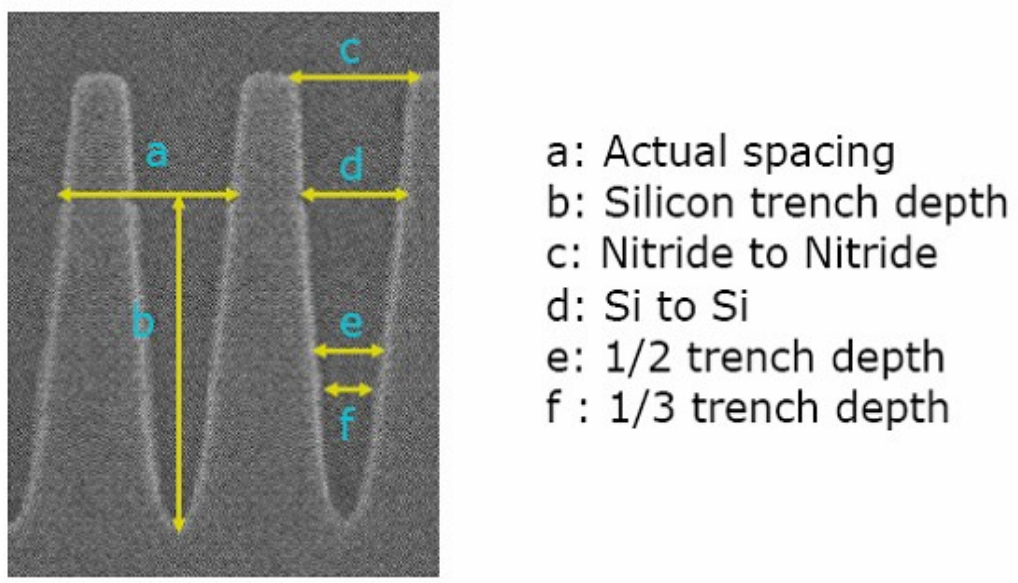 c
a
d
b
e
f
a: Actual spacing
b: Silicon trench depth
c: Nitride to Nitride
d: Si to Si
e: 1/2 trench depth
f : 1/3 trench depth